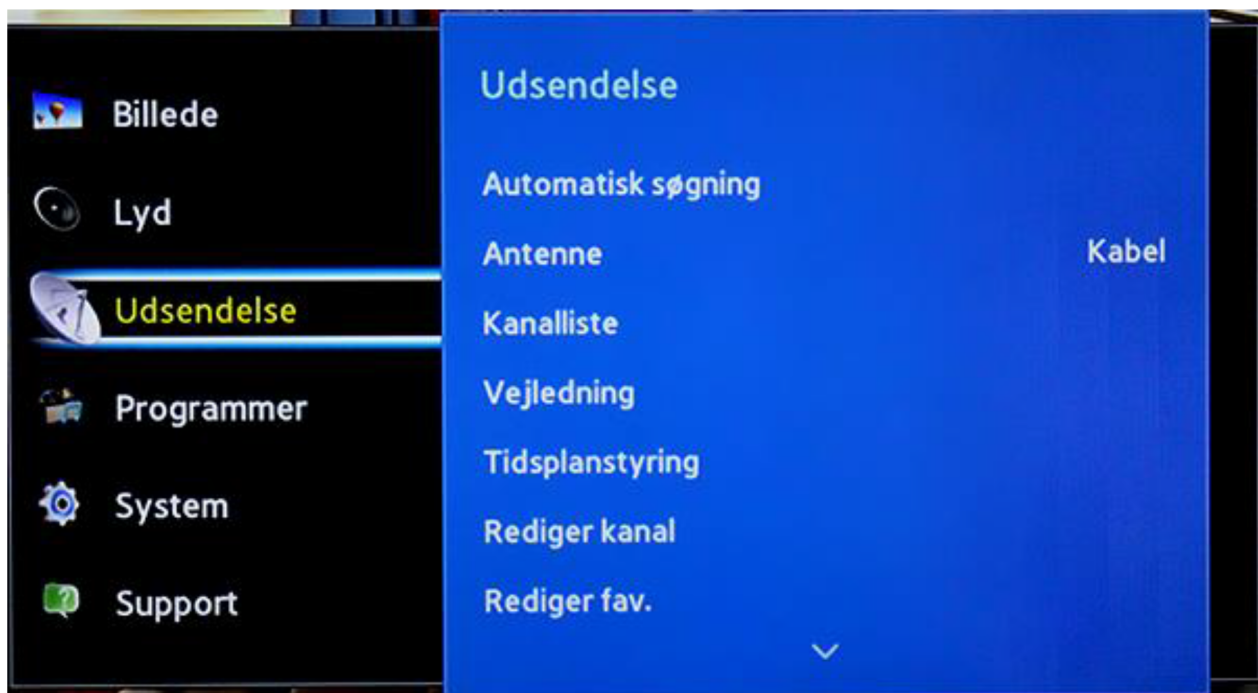 Billede
Lyd
Udsendelse
Programmer
System
Support
Udsendelse
Automatisk søgning
Antenne Kabel
Kanalliste
Vejledning
Tidsplanstyring
Rediger kanal
Rediger fav.